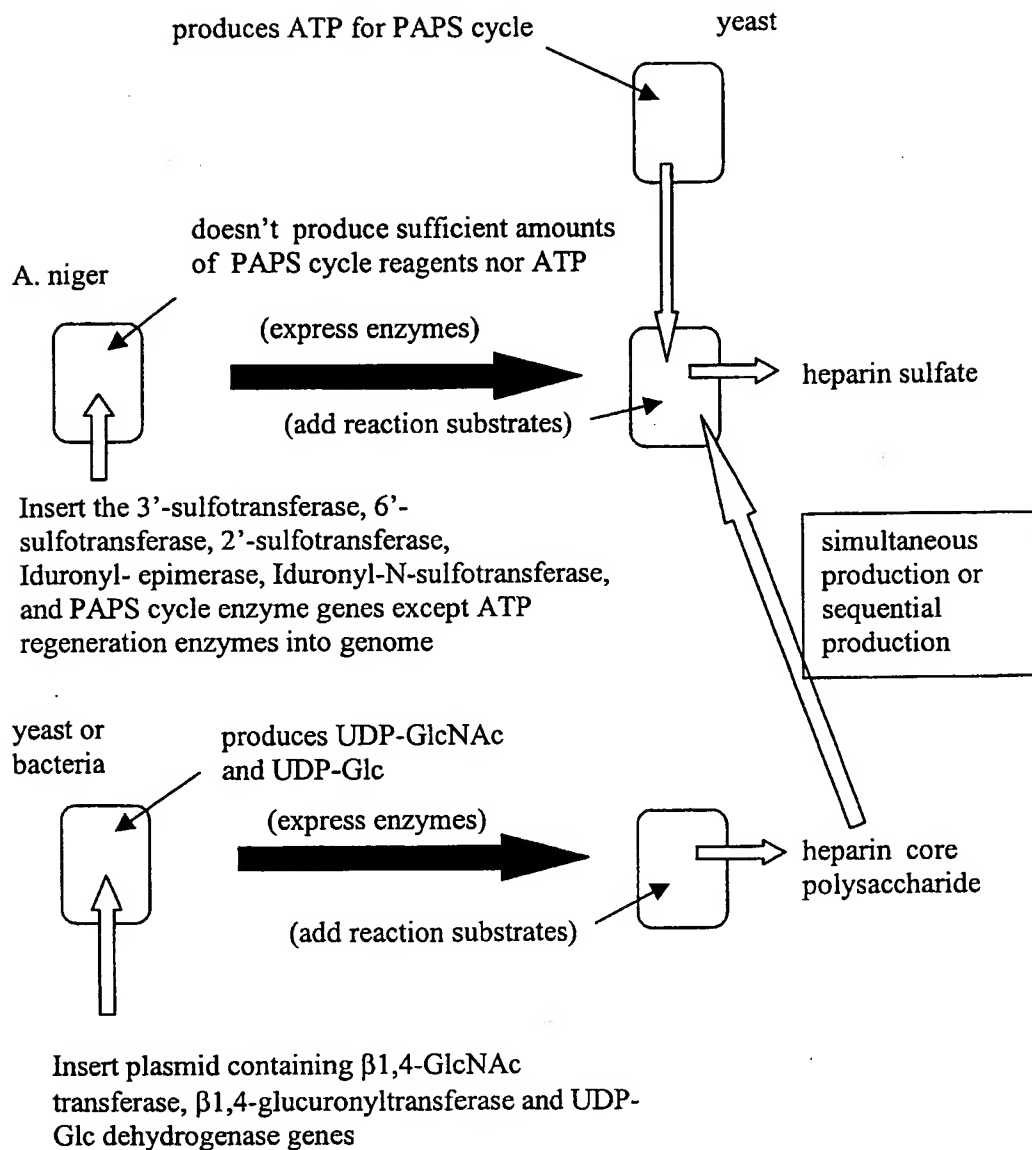 produces ATP for PAPS cycle
yeast
doesn't produce sufficient amounts
of PAPS cycle reagents nor ATP
A. niger
(express enzymes)
(add reaction substrates)
heparin sulfate
Insert the 3'-sulfotransferase, 6'-
sulfotransferase, 2'-sulfotransferase,
Iduronyl- epimerase, Iduronyl-N-sulfotransferase,
and PAPS cycle enzyme genes except ATP
regeneration enzymes into genome
simultaneous
production or
sequential
production
yeast or
bacteria
produces UDP-GlcNAc
and UDP-Glc
(express enzymes)
(add reaction substrates)
heparin core
polysaccharide
Insert plasmid containing β1,4-GlcNAc
transferase, β1,4-glucuronyltransferase and UDP-
Glc dehydrogenase genes